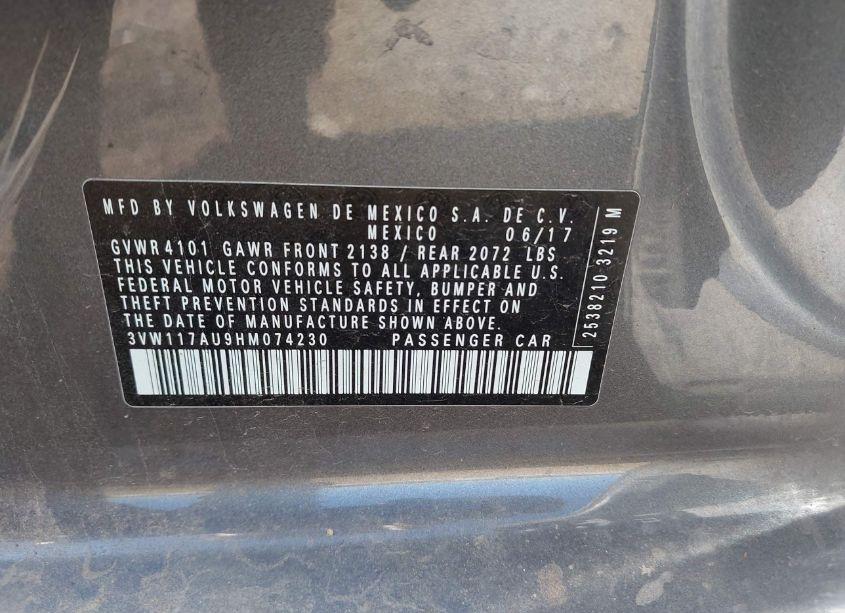 MFD BY VOLKSWAGEN DE MEXICO S.A. DE C.V.
MEXICO 06/17
GVWR 4101 GAWR FRONT 2138 / REAR 2072 LBS
THIS VEHICLE CONFORMS TO ALL APPLICABLE U.S.
FEDERAL MOTOR VEHICLE SAFETY, BUMPER AND
THEFT PREVENTION STANDARDS IN EFFECT ON
THE DATE OF MANUFACTURE SHOWN ABOVE.
3VW117AU9HM074230 PASSENGER CAR
2538210 3219 M